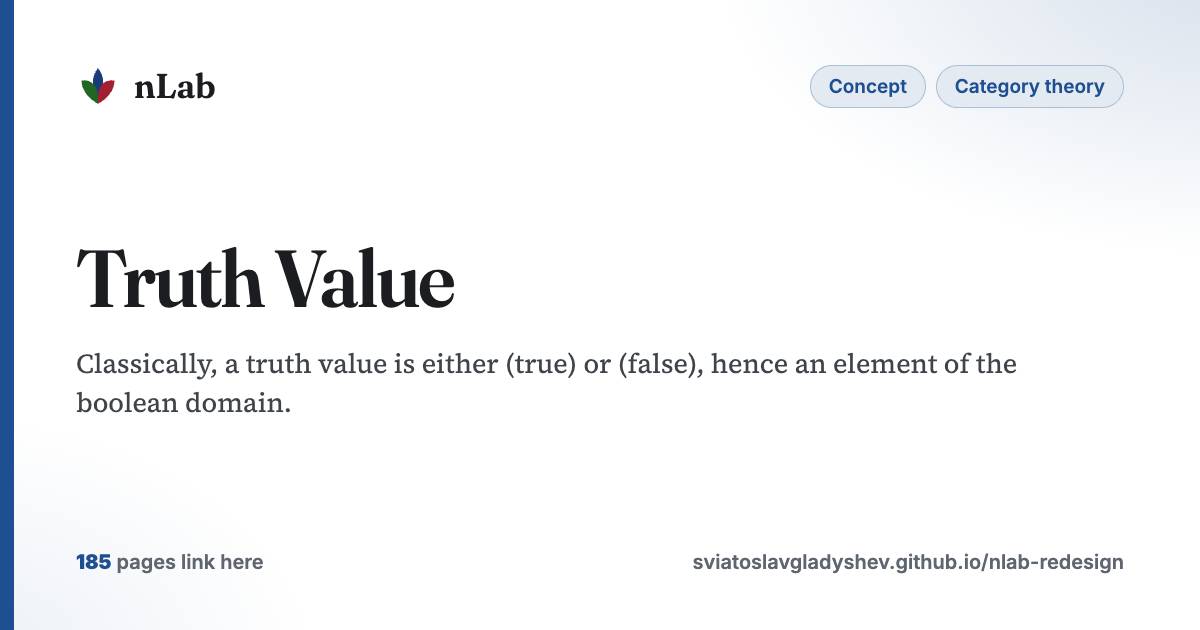 nLab
Concept
Category theory
Truth Value
Classically, a truth value is either (true) or (false), hence an element of the
boolean domain.
185 pages link here
sviatoslavgladyshev.github.io/nlab-redesign